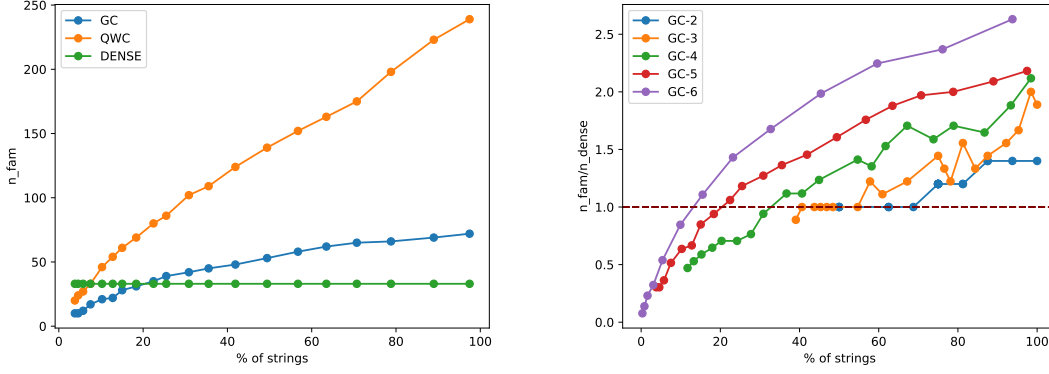 250
200
150
100
50
0
n_fam
GC
QWC
DENSE
0 20 40 60 80 100
% of strings
2.5
2.0
1.5
1.0
0.5
0.0
n_fam/n_dense
GC-2
GC-3
GC-4
GC-5
GC-6
0 20 40 60 80 100
% of strings